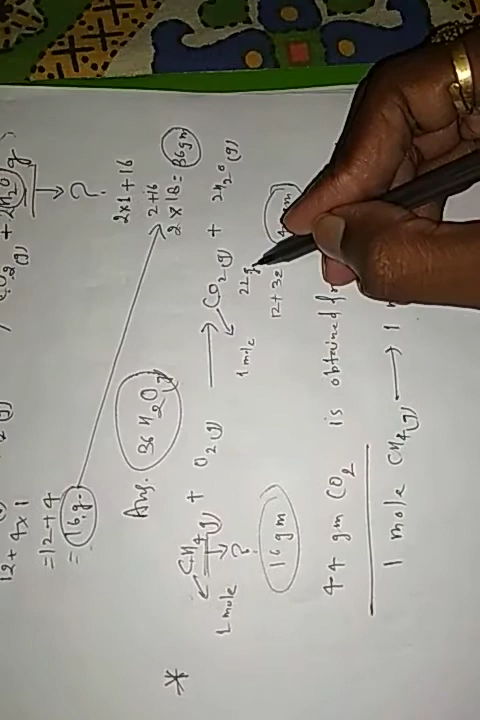 + 2H₂O(g)
?
12 + 4×1
= 12 + 4
= 16 g.
2×1 + 16
2 + 16
2 × 18 = 36 gm
Ans. 36 H₂O
* CH₄(g) + O₂(g) → CO₂(g) + 2H₂O(g)
1 mole ? 1 mole 22 g
16 gm 12 + 32
44 gm CO₂ is obtained
1 mole CH₄(g) → 1